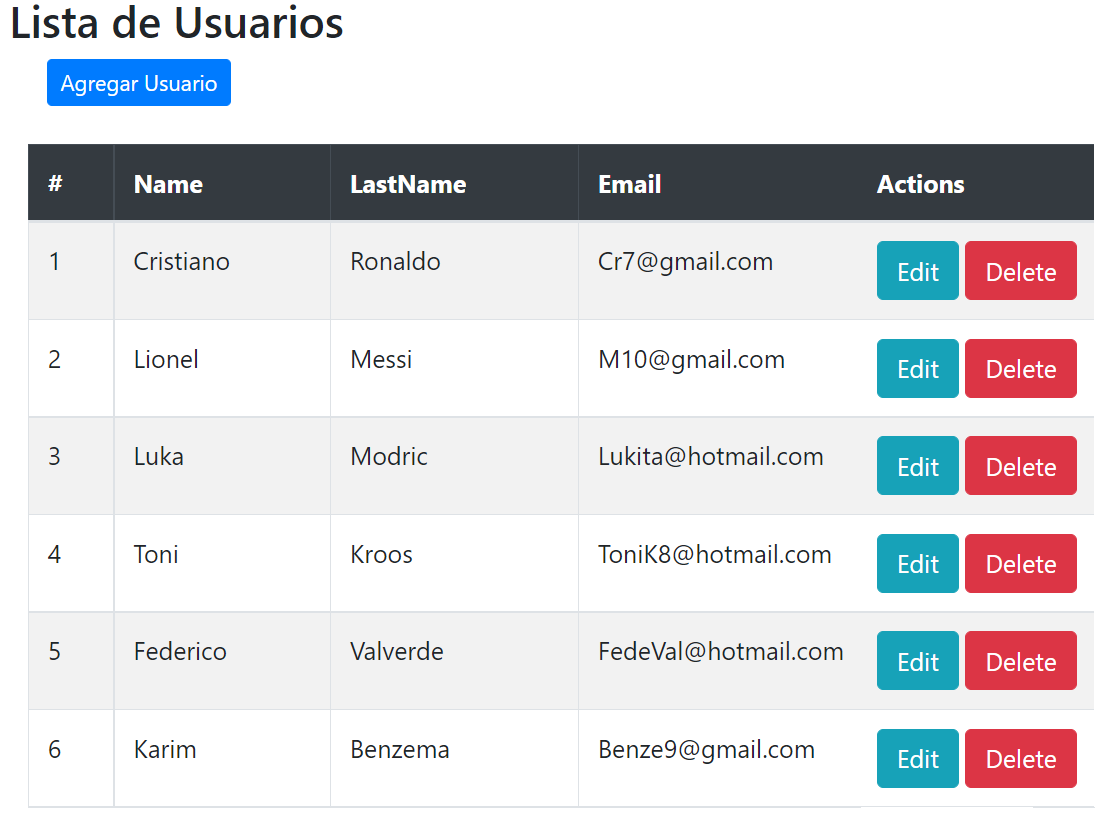 Lista de Usuarios
Agregar Usuario
# Name LastName Email Actions
1 Cristiano Ronaldo Cr7@gmail.com Edit Delete
2 Lionel Messi M10@gmail.com Edit Delete
3 Luka Modric Lukita@hotmail.com Edit Delete
4 Toni Kroos ToniK8@hotmail.com Edit Delete
5 Federico Valverde FedeVal@hotmail.com Edit Delete
6 Karim Benzema Benze9@gmail.com Edit Delete